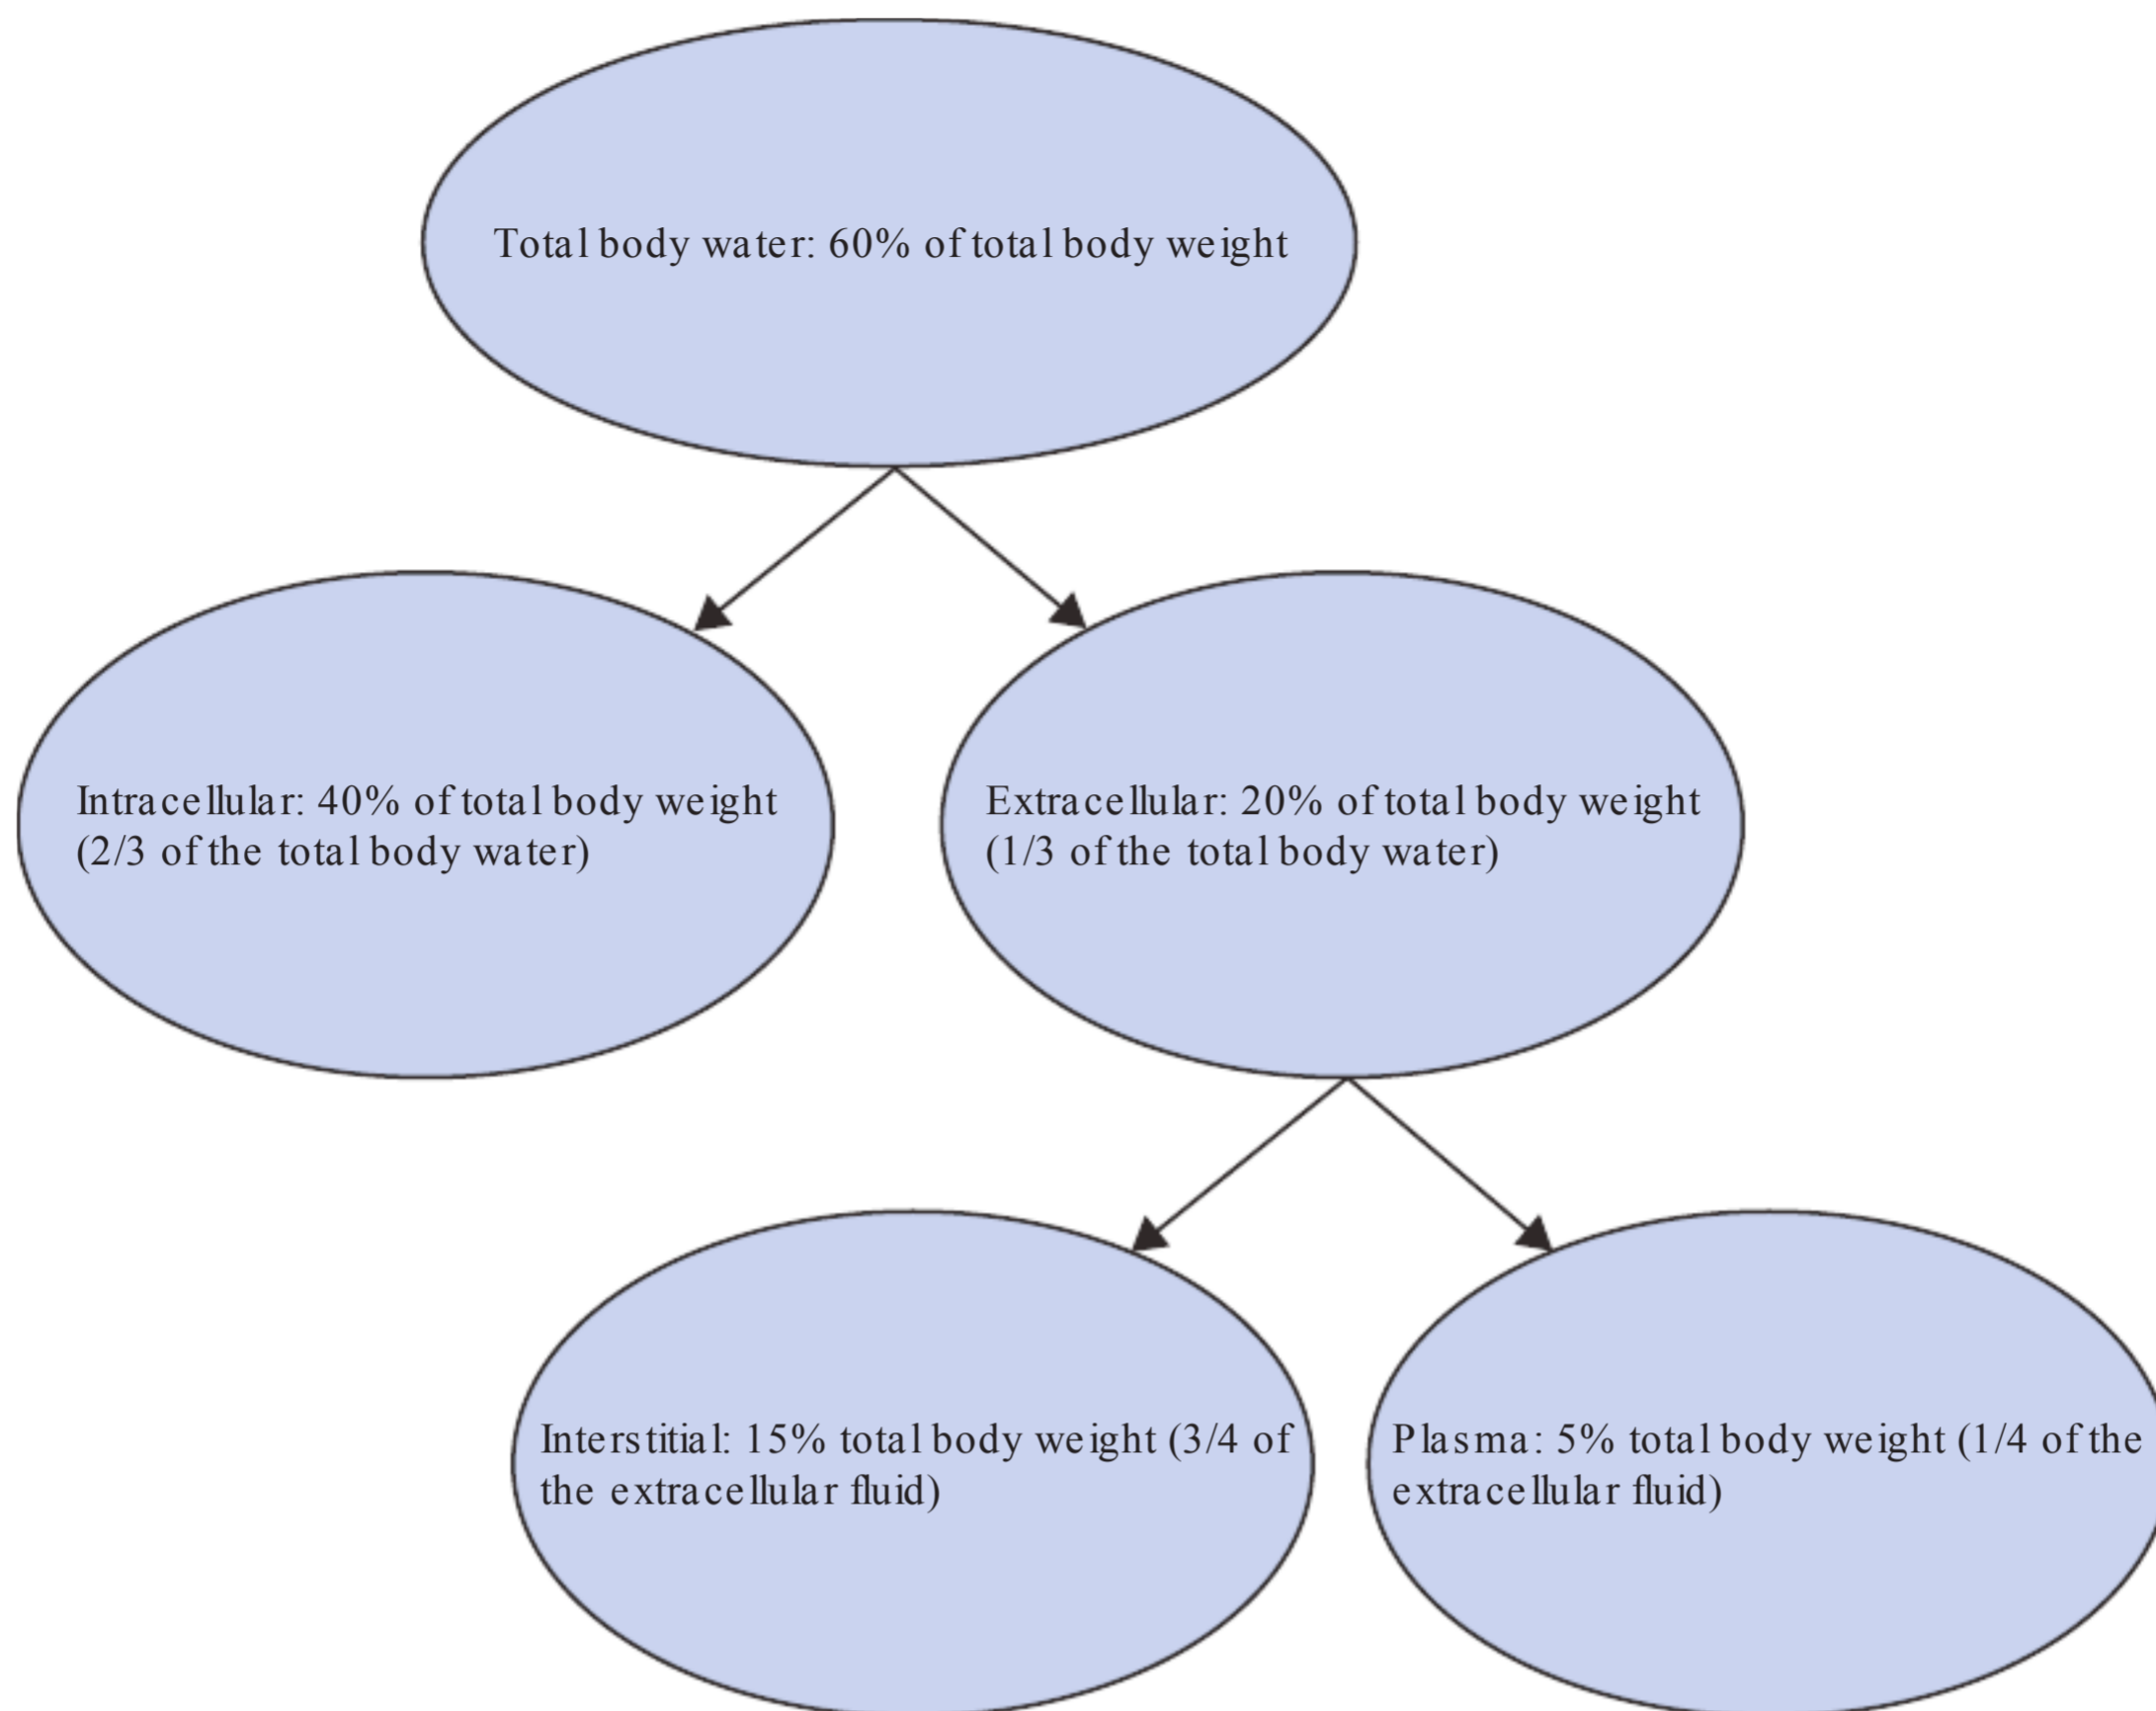 Total body water: 60% of total body weight
Intracellular: 40% of total body weight
(2/3 of the total body water)
Extracellular: 20% of total body weight
(1/3 of the total body water)
Interstitial: 15% total body weight (3/4 of
the extracellular fluid)
Plasma: 5% total body weight (1/4 of the
extracellular fluid)